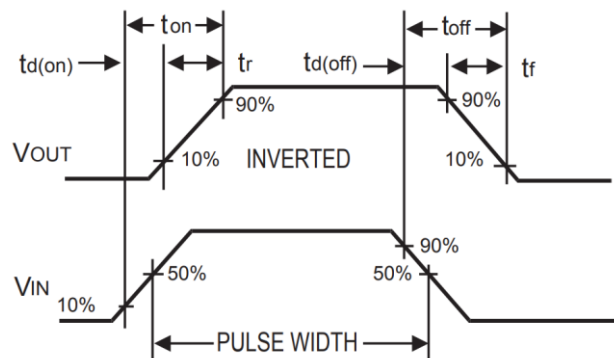 ton toff
td(on) tr td(off) tf
90% 90%
VOUT 10% INVERTED 10%
90%
VIN 50% 50%
10%
PULSE WIDTH